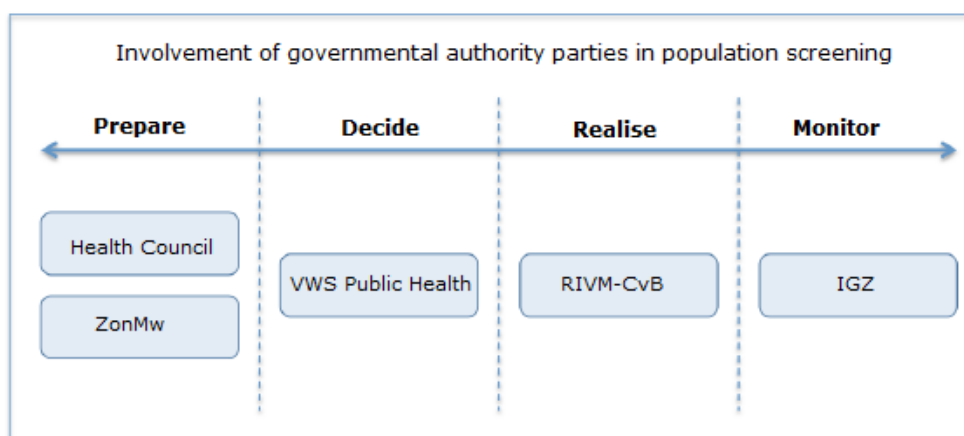 Involvement of governmental authority parties in population screening
Prepare
Decide
Realise
Monitor
Health Council
ZonMw
VWS Public Health
RIVM-CvB
IGZ